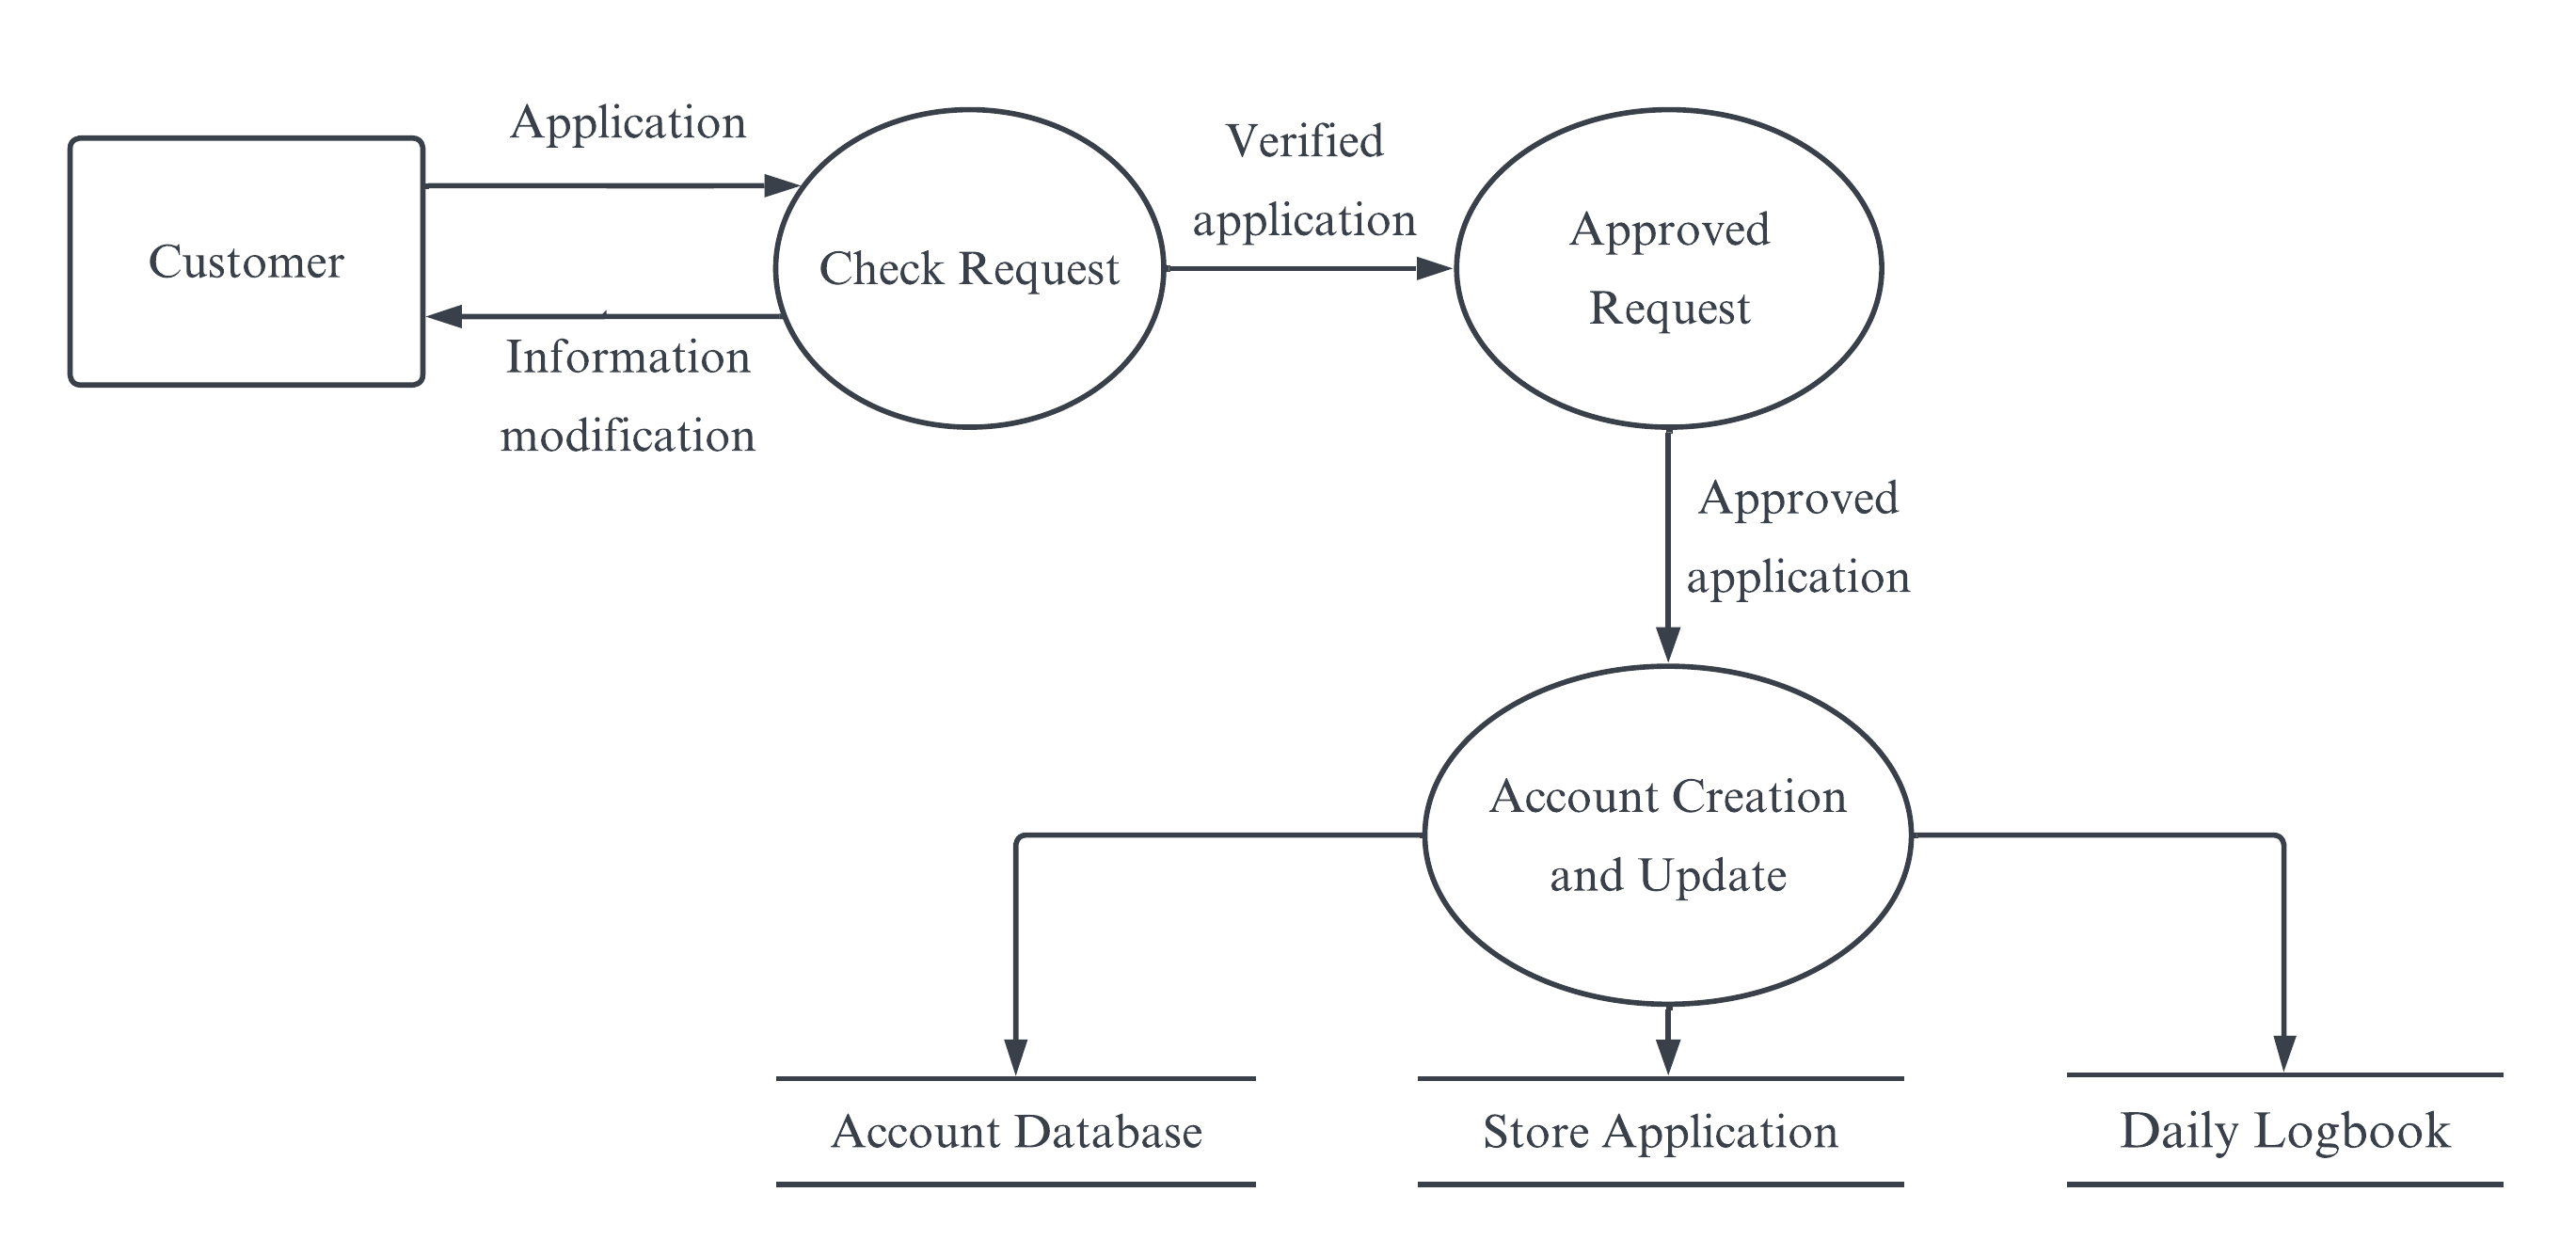 Application
Customer
Information
modification
Check Request
Verified
application
Approved
Request
Approved
application
Account Creation
and Update
Account Database
Store Application
Daily Logbook